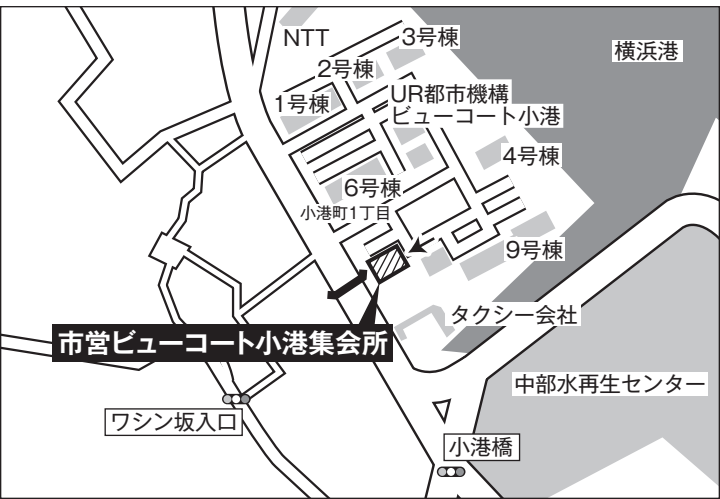 NTT
3号棟
横浜港
2号棟
1号棟
UR都市機構
ビューコート小港
4号棟
6号棟
小港町1丁目
9号棟
タクシー会社
市営ビューコート小港集会所
中部水再生センター
ワシン坂入口
小港橋